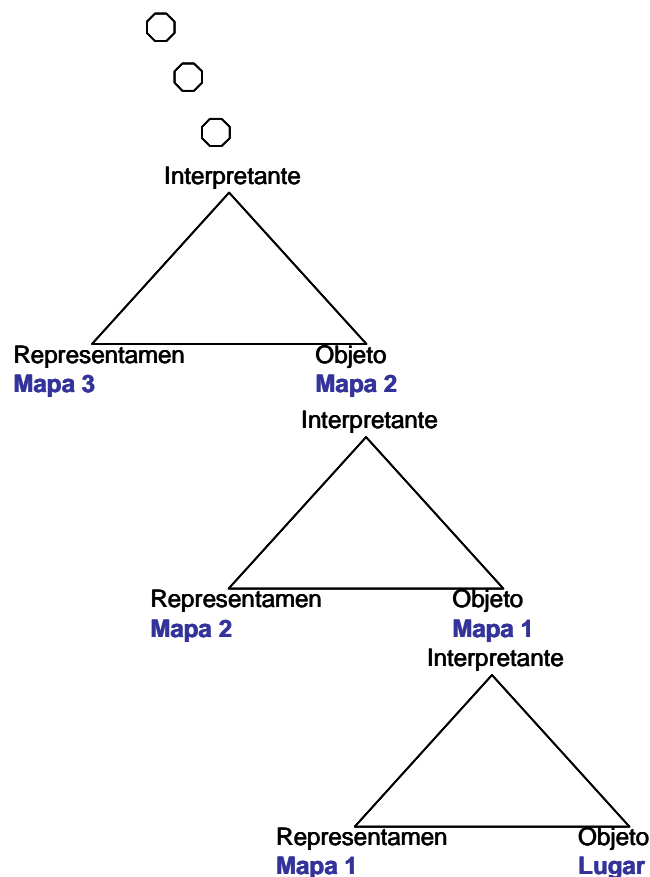 Interpretante
Representamen Objeto
Mapa 3 Mapa 2
Interpretante
Representamen Objeto
Mapa 2 Mapa 1
Interpretante
Representamen Objeto
Mapa 1 Lugar